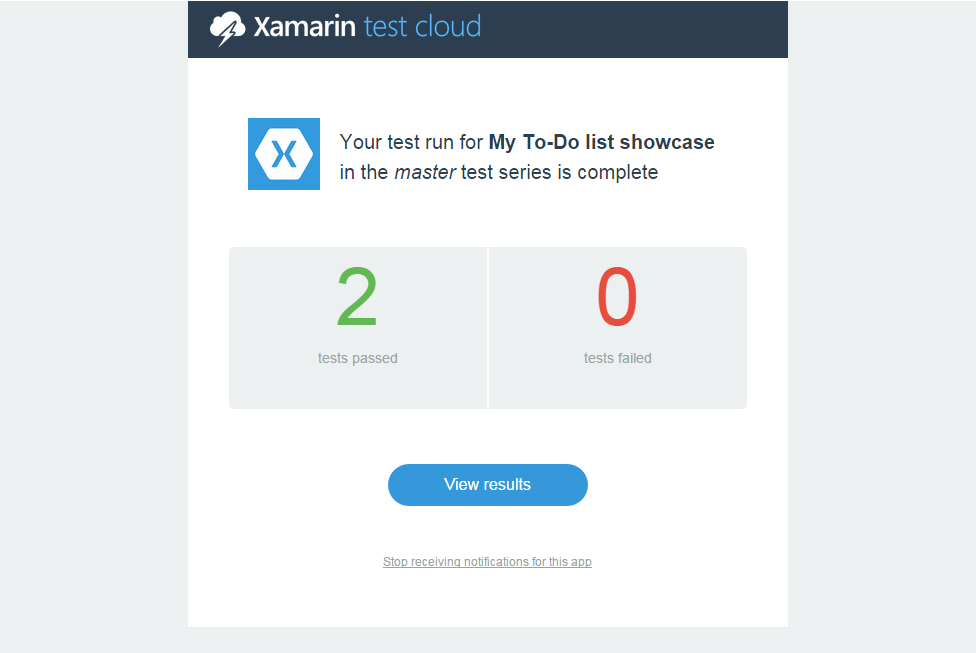 Xamarin test cloud
Your test run for My To-Do list showcase
in the master test series is complete
2
tests passed
0
tests failed
View results
Stop receiving notifications for this app